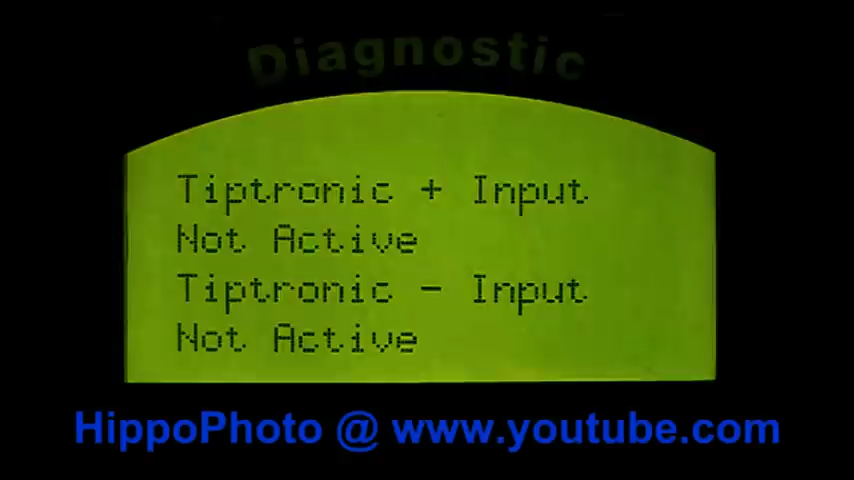 Diagnostic
Tiptronic + Input
Not Active
Tiptronic - Input
Not Active
HippoPhoto @ www.youtube.com